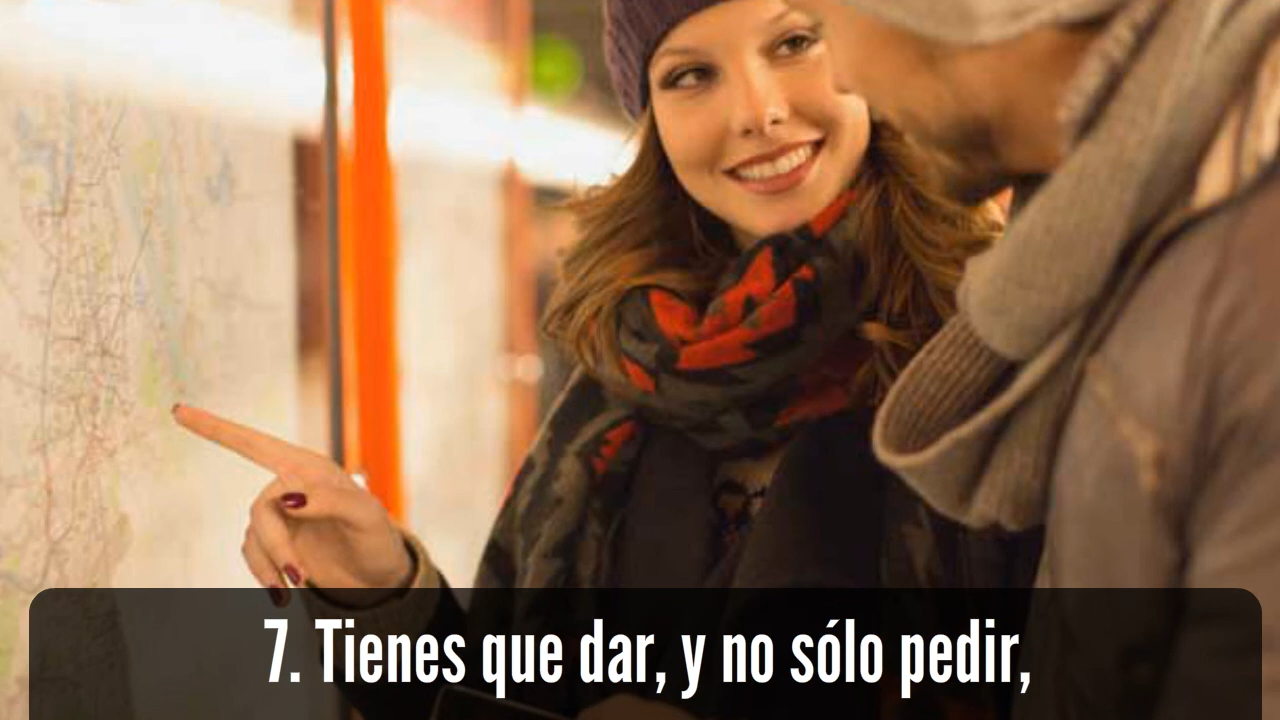 7. Tienes que dar, y no sólo pedir,